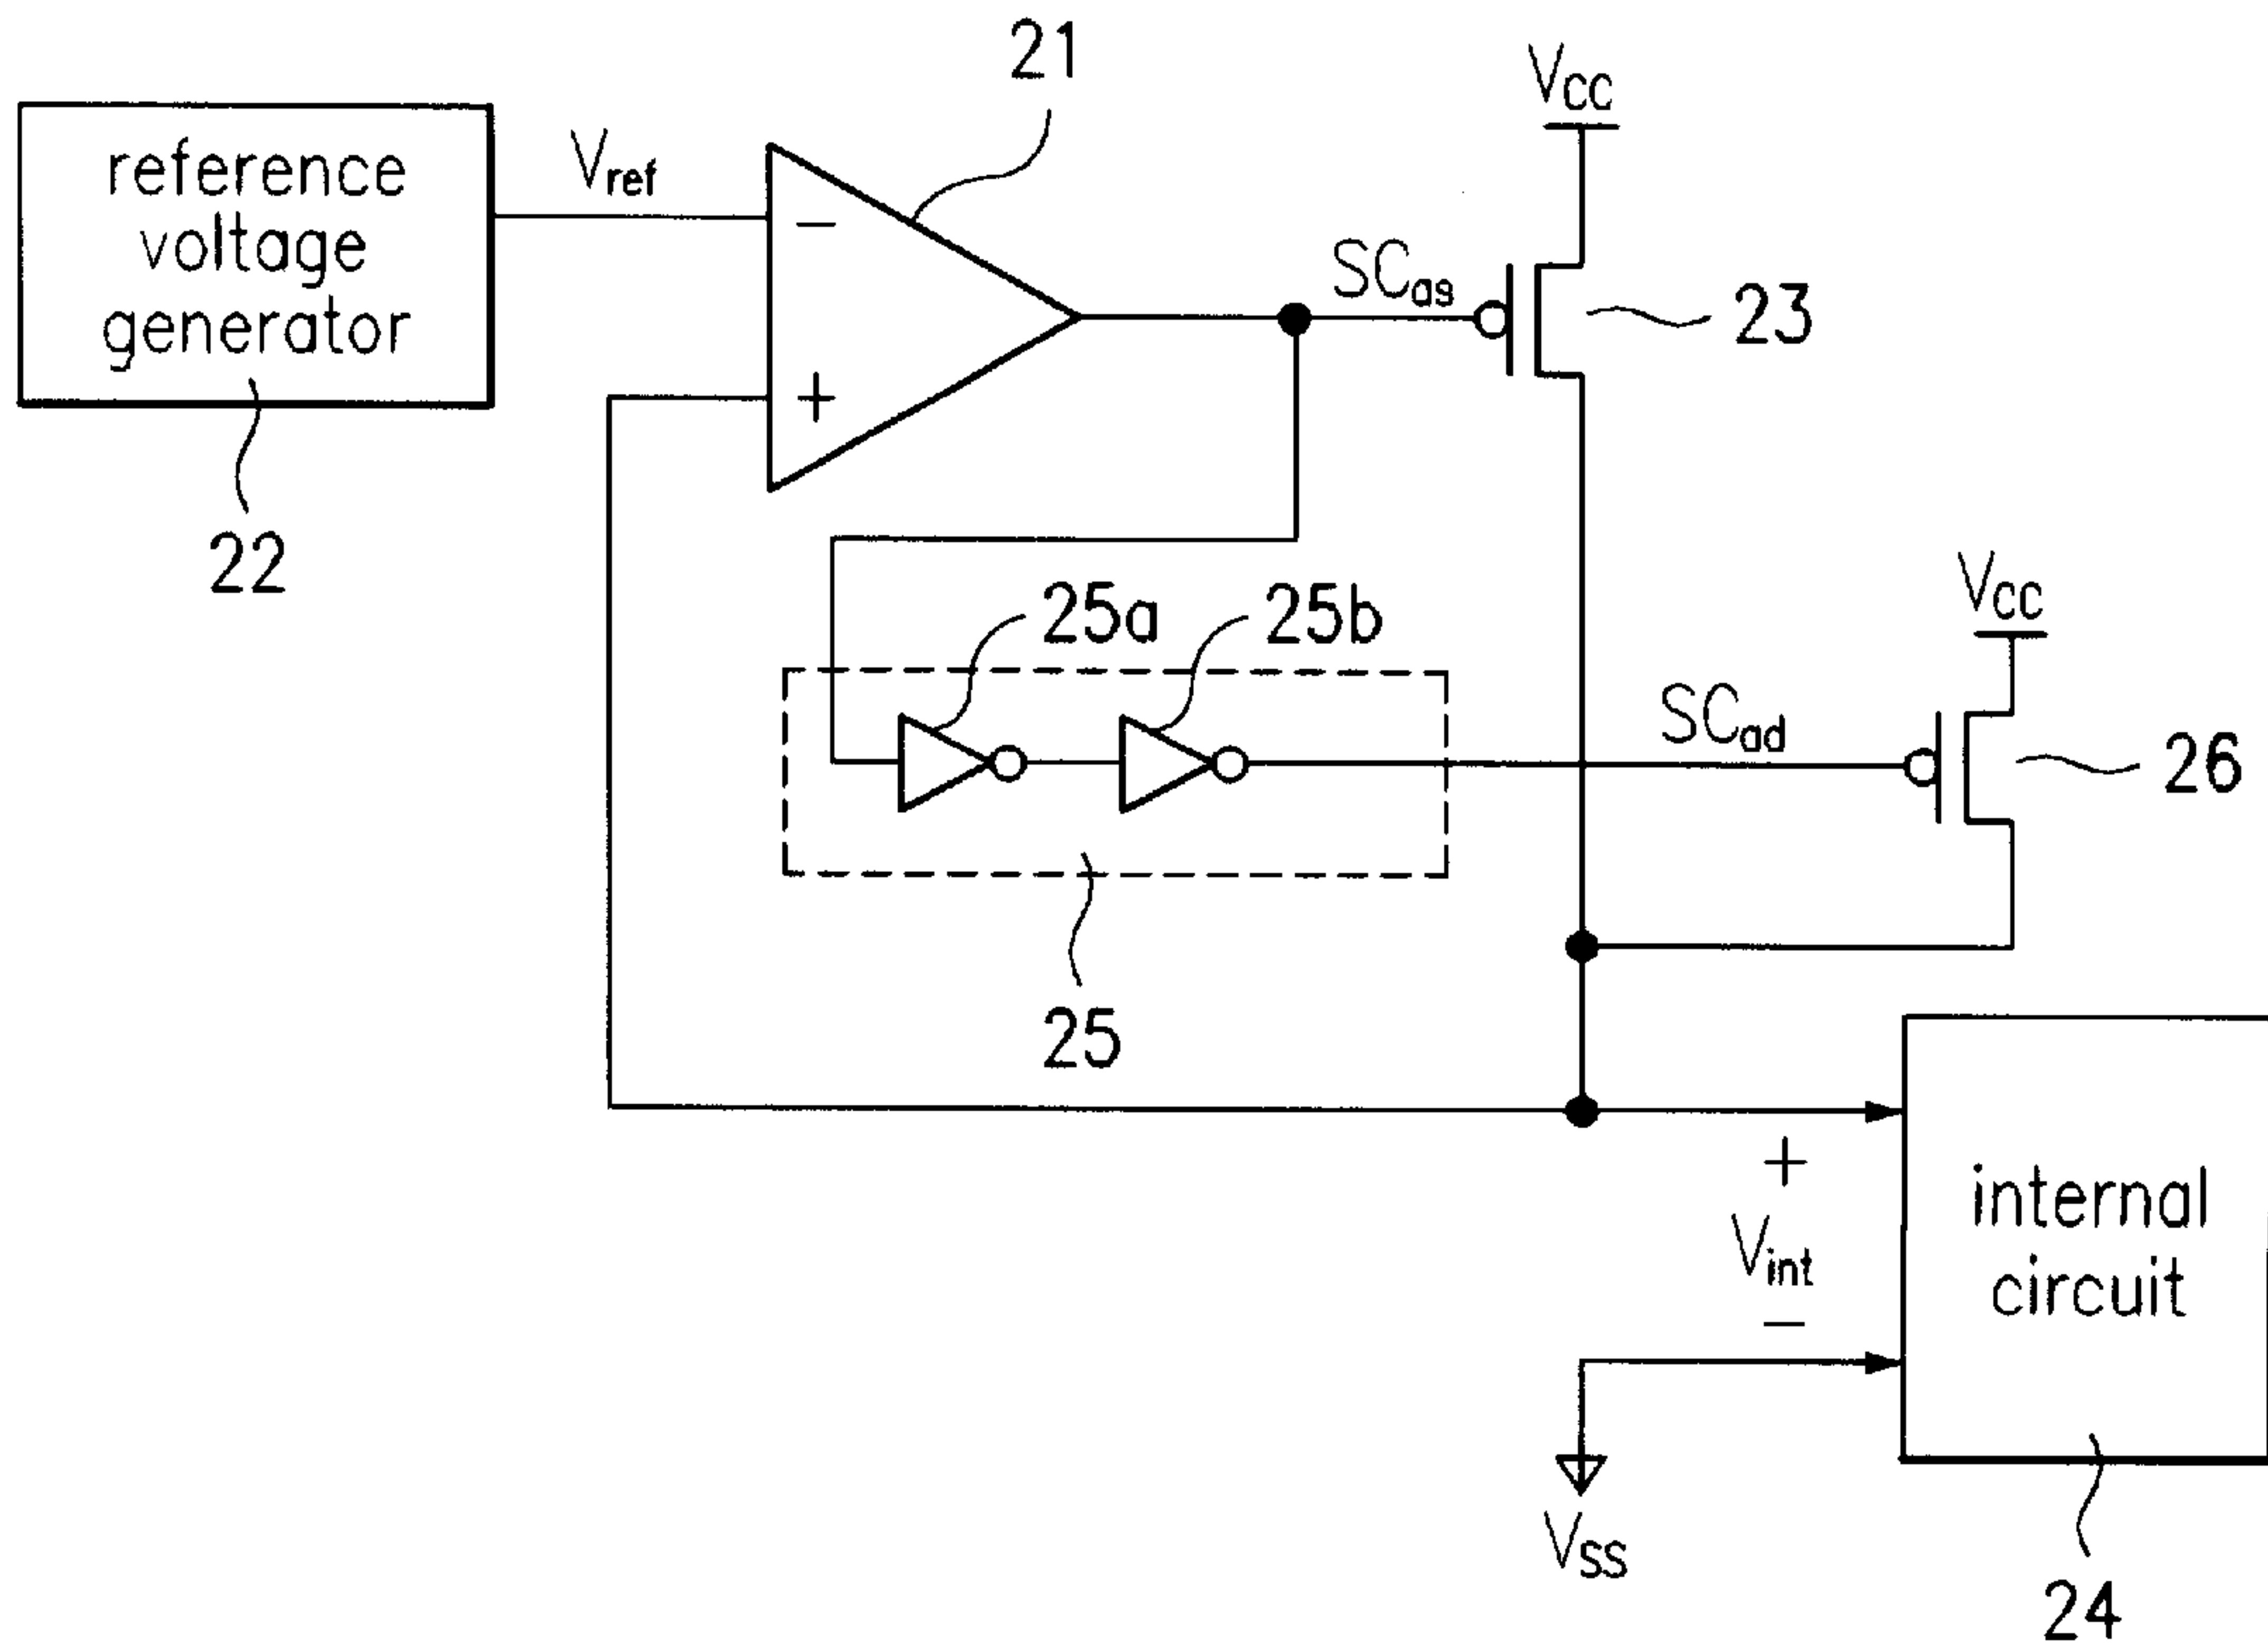 21
VCC
reference
voltage
generator
Vref
−
SCas
23
+
22
25a
25b
VCC
SCad
26
25
+
internal
Vint
circuit
−
VSS
24